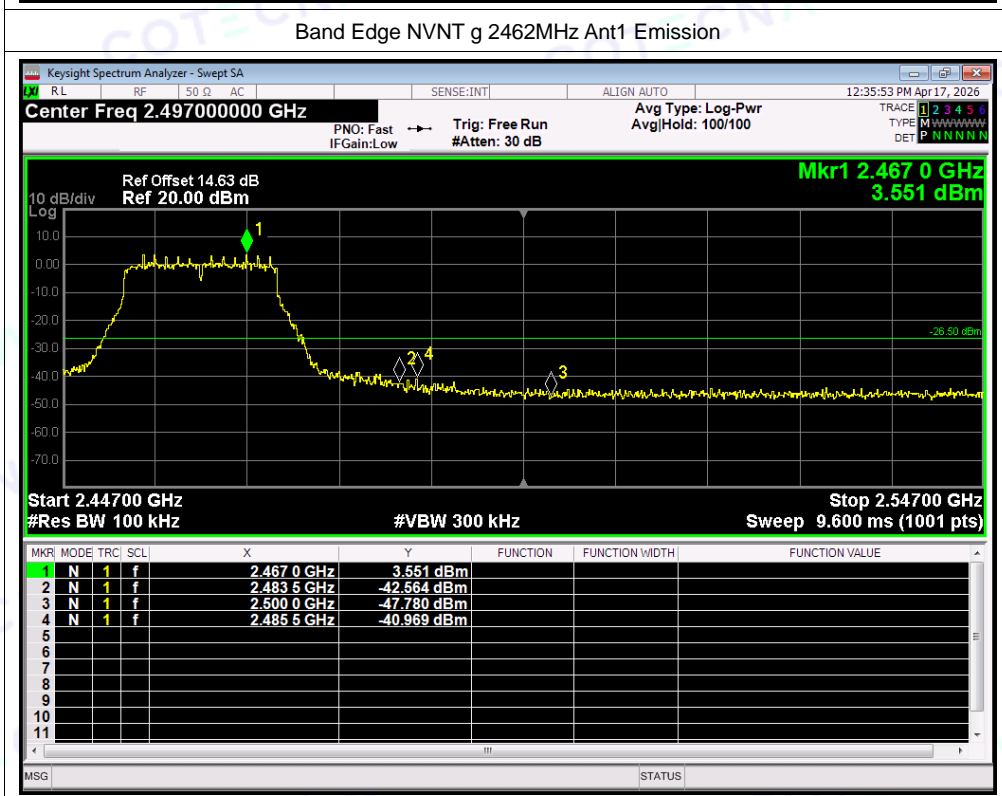 COTECNA
Band Edge NVNT g 2462MHz Ant1 Emission
Keysight Spectrum Analyzer - Swept SA
LXI RL RF 50 Ω AC SENSE:INT ALIGN AUTO 12:35:53 PM Apr 17, 2026
Center Freq 2.497000000 GHz Avg Type: Log-Pwr TRACE 1 2 3 4 5 6
PNO: Fast Trig: Free Run Avg|Hold: 100/100 TYPE M WWWWW
IFGain:Low #Atten: 30 dB DET P N N N N N
Mkr1 2.467 0 GHz
Ref Offset 14.63 dB
10 dB/div Ref 20.00 dBm 3.551 dBm
Log
1
10.0
0.00
-10.0
-20.0
-26.50 dBm
-30.0
2 4
3
-40.0
-50.0
-60.0
-70.0
Start 2.44700 GHz Stop 2.54700 GHz
#Res BW 100 kHz #VBW 300 kHz Sweep 9.600 ms (1001 pts)
MKR MODE TRC SCL X Y FUNCTION FUNCTION WIDTH FUNCTION VALUE
1 N 1 f 2.467 0 GHz 3.551 dBm
2 N 1 f 2.483 5 GHz -42.564 dBm
3 N 1 f 2.500 0 GHz -47.780 dBm
4 N 1 f 2.485 5 GHz -40.969 dBm
5
6
7
8
9
10
11
MSG STATUS